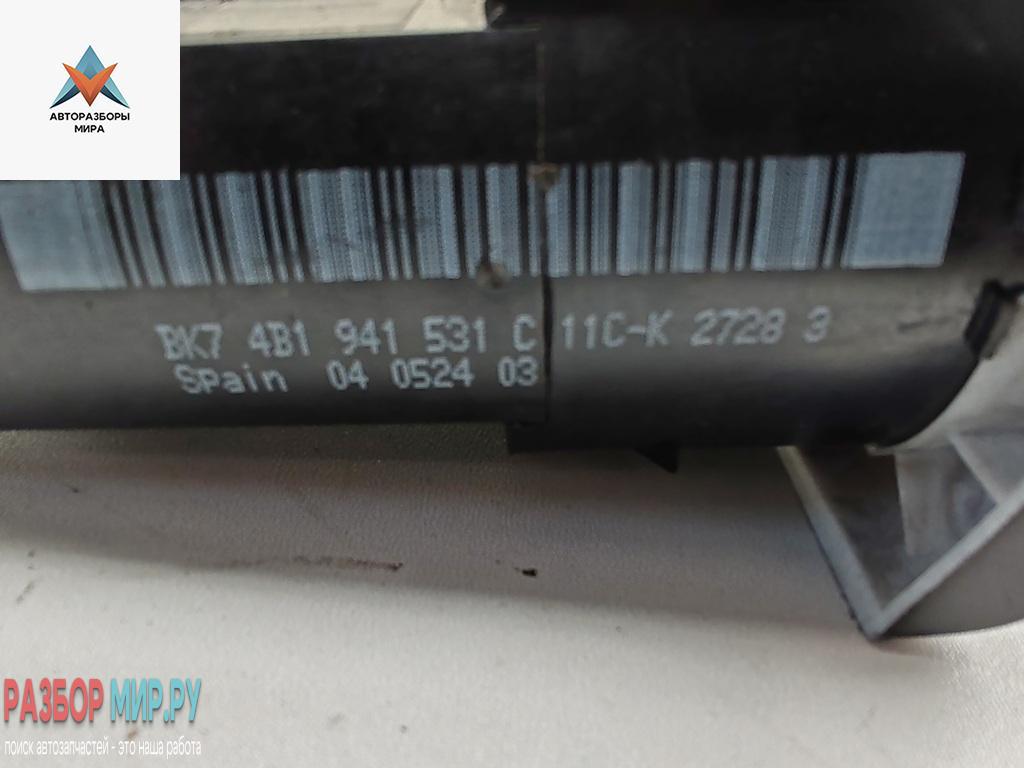 АВТОРАЗБОРЫ
МИРА
BK7 4B1 941 531 C 11C-K 2728 3
Spain 04 0524 03
РАЗБОР МИР.РУ
поиск автозапчастей - это наша работа